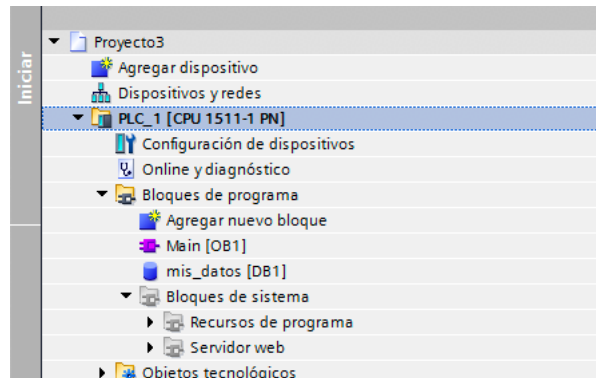 Iniciar
Proyecto3
Agregar dispositivo
Dispositivos y redes
PLC_1 [CPU 1511-1 PN]
Configuración de dispositivos
Online y diagnóstico
Bloques de programa
Agregar nuevo bloque
Main [OB1]
mis_datos [DB1]
Bloques de sistema
Recursos de programa
Servidor web
Objetos tecnológicos